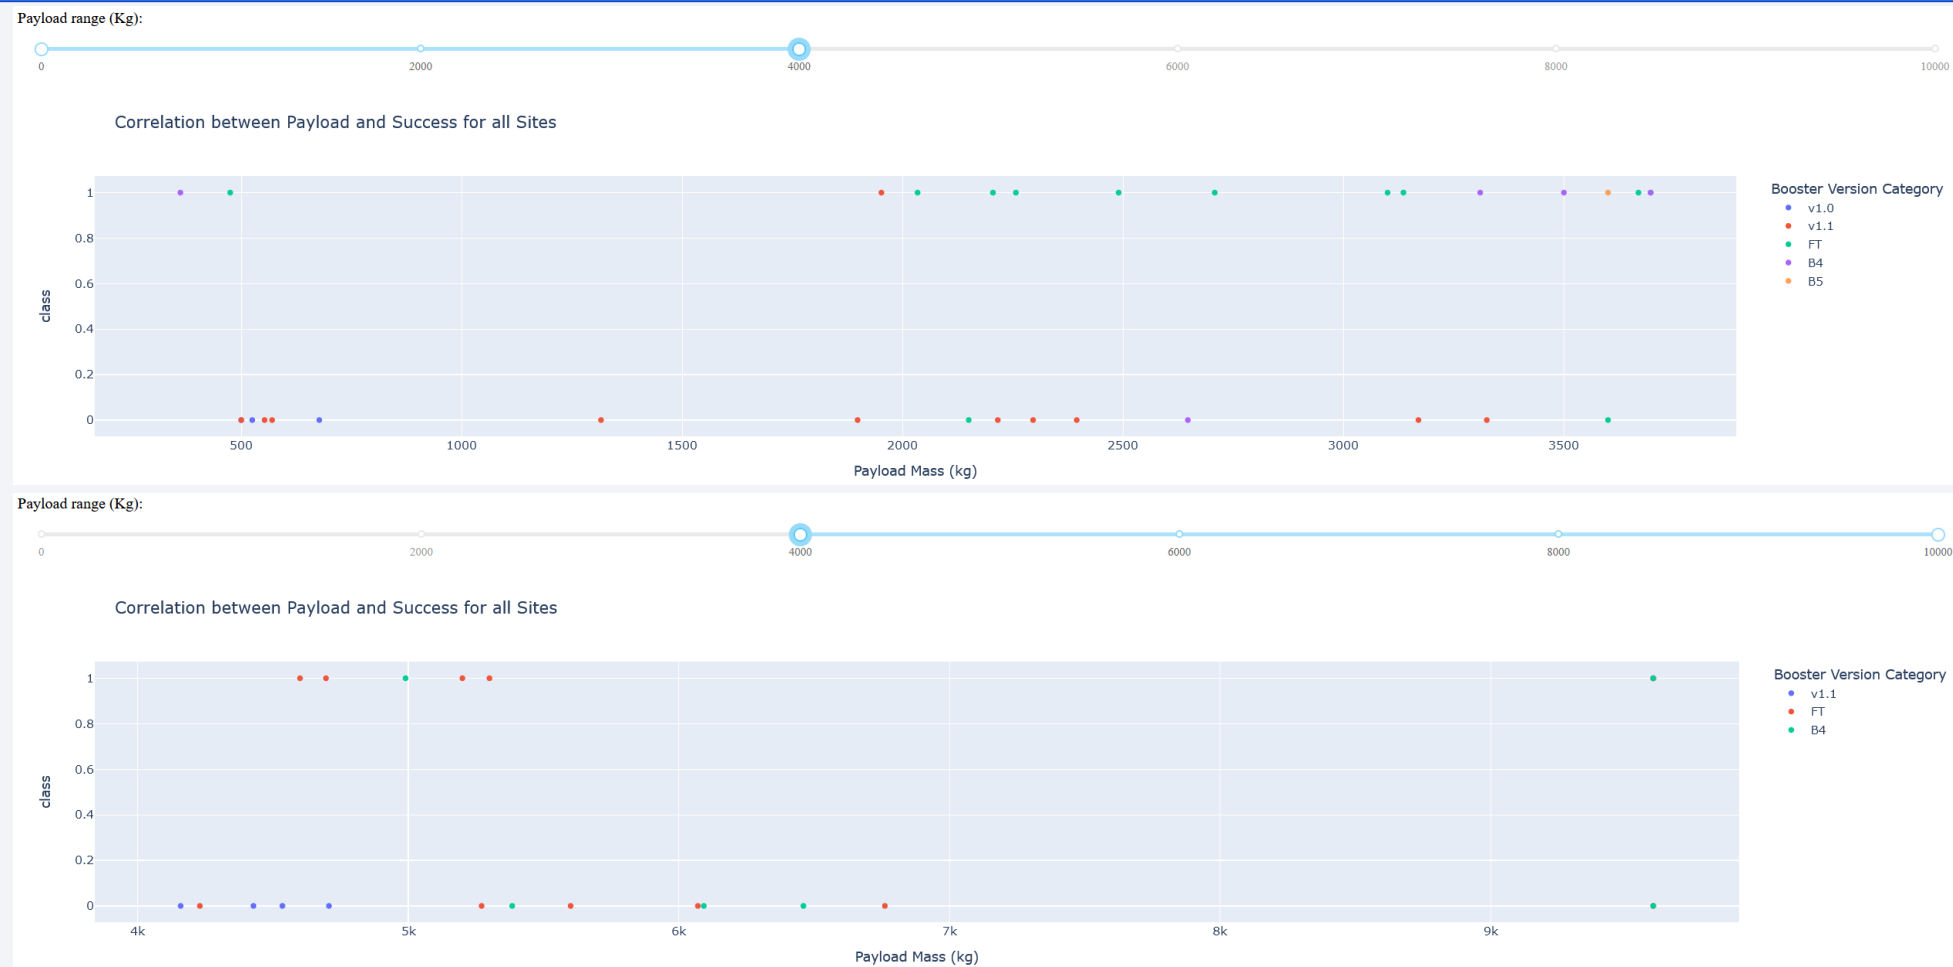 Payload range (Kg):
0 2000 4000 6000 8000 10000
Correlation between Payload and Success for all Sites
1
0.8
0.6
0.4
0.2
0
class
500 1000 1500 2000 2500 3000 3500
Payload Mass (kg)
Booster Version Category
v1.0
v1.1
FT
B4
B5
Payload range (Kg):
0 2000 4000 6000 8000 10000
Correlation between Payload and Success for all Sites
1
0.8
0.6
0.4
0.2
0
class
4k 5k 6k 7k 8k 9k
Payload Mass (kg)
Booster Version Category
v1.1
FT
B4